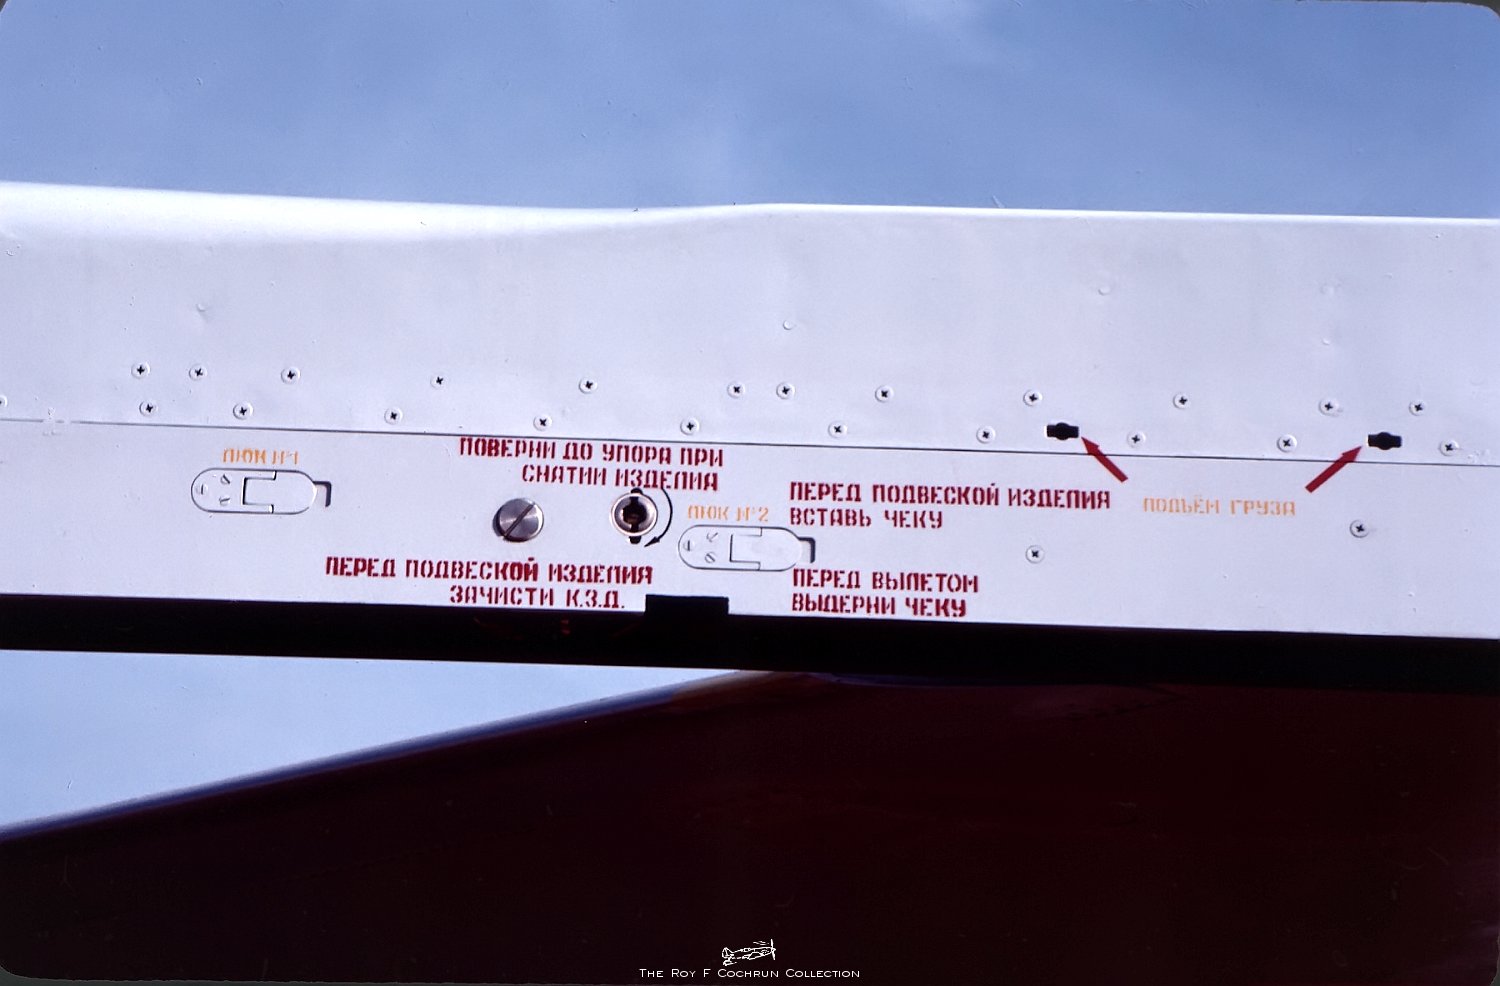 ЛЮК №1
ПОВЕРНИ ДО УПОРА ПРИ
СНЯТИИ ИЗДЕЛИЯ
ПЕРЕД ПОДВЕСКОЙ ИЗДЕЛИЯ
ЗАЧИСТИ К.З.Д.
ЛЮК №2
ПЕРЕД ПОДВЕСКОЙ ИЗДЕЛИЯ
ВСТАВЬ ЧЕКУ
ПЕРЕД ВЫЛЕТОМ
ВЫДЕРНИ ЧЕКУ
ПОДЪЁМ ГРУЗА
THE ROY F COCHRUN COLLECTION